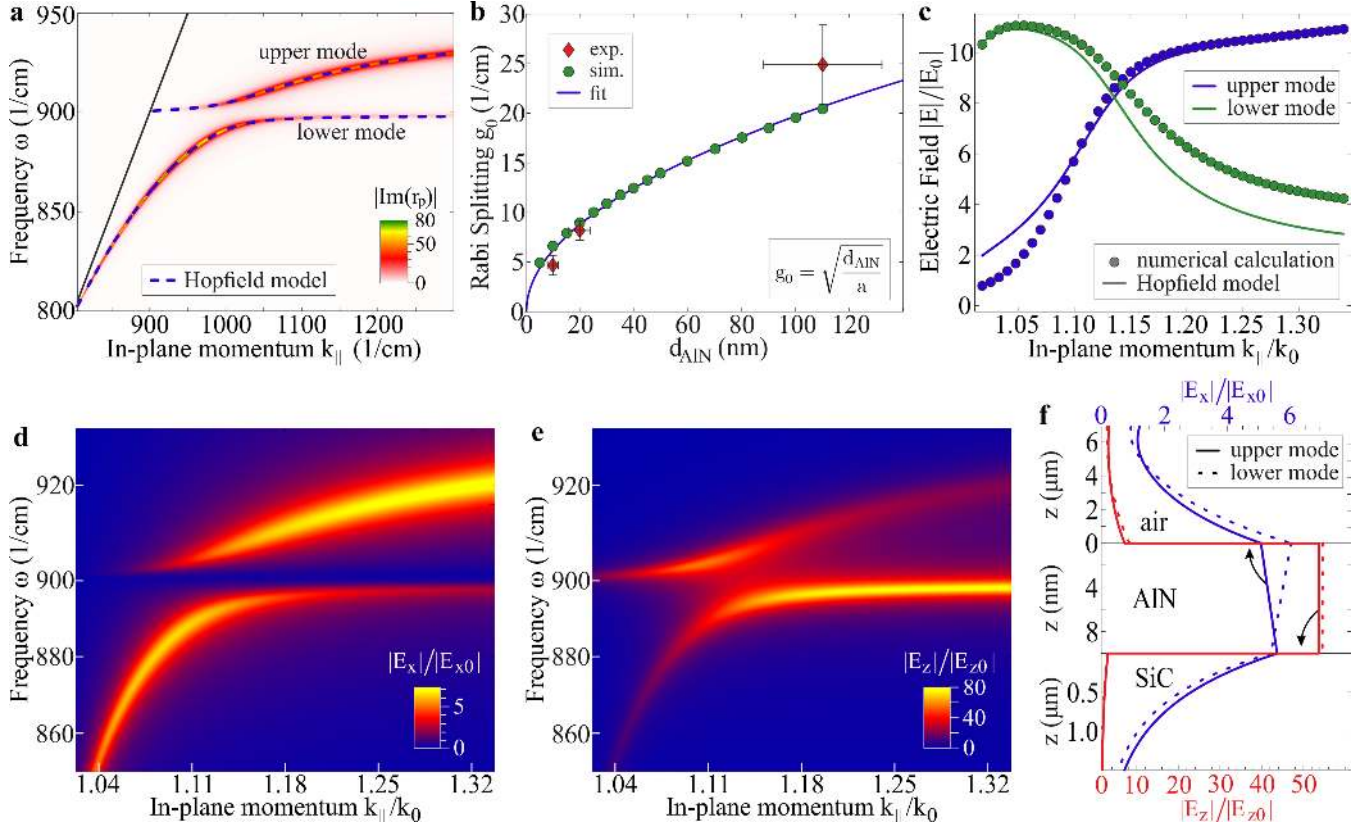 a
950
900
850
800
Frequency ω (1/cm)
upper mode
lower mode
|Im(rₚ)|
80
50
0
Hopfield model
900
1000
1100
1200
In-plane momentum k|| (1/cm)
b
30
25
20
15
10
5
0
Rabi Splitting g₀ (1/cm)
exp.
sim.
fit
g₀ = √(d_AlN/a)
0
20
40
60
80
100
120
d_AlN (nm)
c
10
8
6
4
2
0
Electric Field |E|/|E₀|
upper mode
lower mode
numerical calculation
Hopfield model
1.05
1.10
1.15
1.20
1.25
1.30
In-plane momentum k||/k₀
d
920
900
880
860
Frequency ω (1/cm)
|Eₓ|/|Eₓ₀|
5
0
1.04
1.11
1.18
1.25
1.32
In-plane momentum k||/k₀
e
920
900
880
860
Frequency ω (1/cm)
|E_z|/|E_z0|
80
40
0
1.04
1.11
1.18
1.25
1.32
In-plane momentum k||/k₀
f
|Eₓ|/|Eₓ₀|
0
2
4
6
upper mode
lower mode
z (μm)
6
4
2
0
air
z (nm)
4
8
AlN
z (μm)
0.5
1.0
SiC
0
10
20
30
40
50
|E_z|/|E_z0|